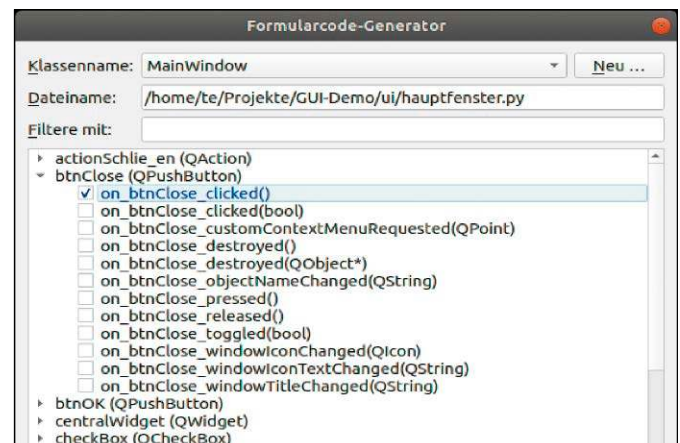 Formularcode-Generator
Klassenname: MainWindow Neu ...
Dateiname: /home/te/Projekte/GUI-Demo/ui/hauptfenster.py
Filtere mit:
actionSchlie_en (QAction)
btnClose (QPushButton)
on_btnClose_clicked()
on_btnClose_clicked(bool)
on_btnClose_customContextMenuRequested(QPoint)
on_btnClose_destroyed()
on_btnClose_destroyed(QObject*)
on_btnClose_objectNameChanged(QString)
on_btnClose_pressed()
on_btnClose_released()
on_btnClose_toggled(bool)
on_btnClose_windowIconChanged(QIcon)
on_btnClose_windowIconTextChanged(QString)
on_btnClose_windowTitleChanged(QString)
btnOK (QPushButton)
centralWidget (QWidget)
checkBox (QCheckBox)